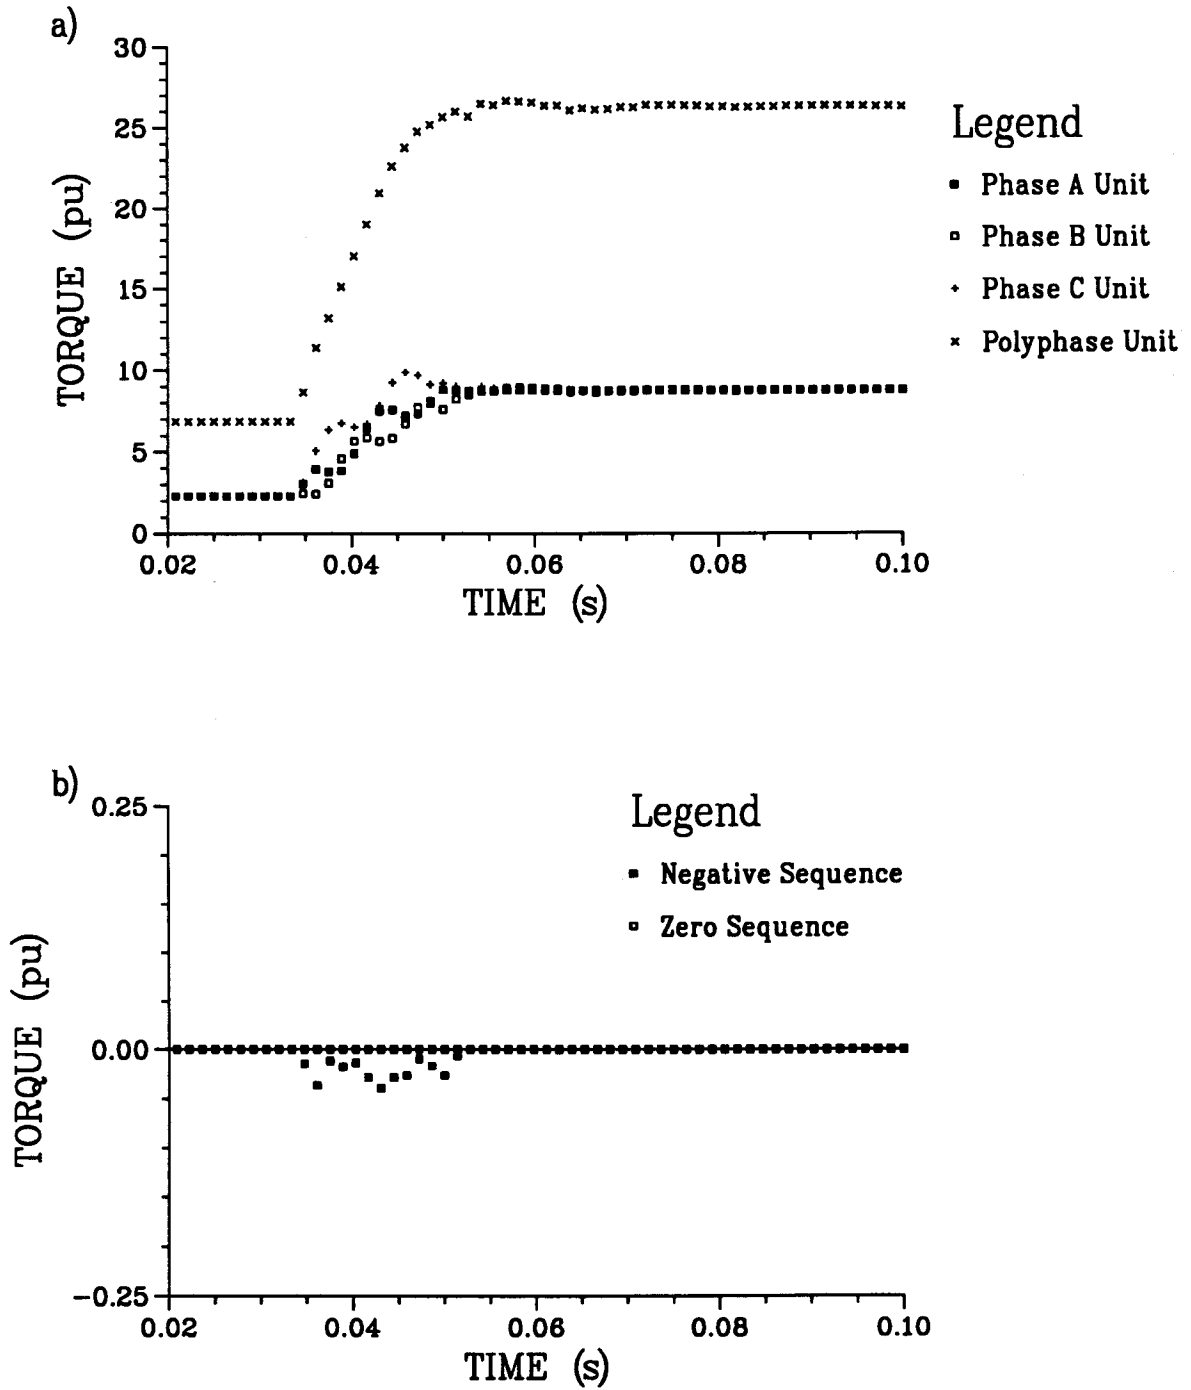 a)
30
25
20
15
10
5
0
TORQUE (pu)
0.02 0.04 0.06 0.08 0.10
TIME (s)
Legend
Phase A Unit
Phase B Unit
Phase C Unit
Polyphase Unit
b)
0.25
0.00
-0.25
TORQUE (pu)
0.02 0.04 0.06 0.08 0.10
TIME (s)
Legend
Negative Sequence
Zero Sequence